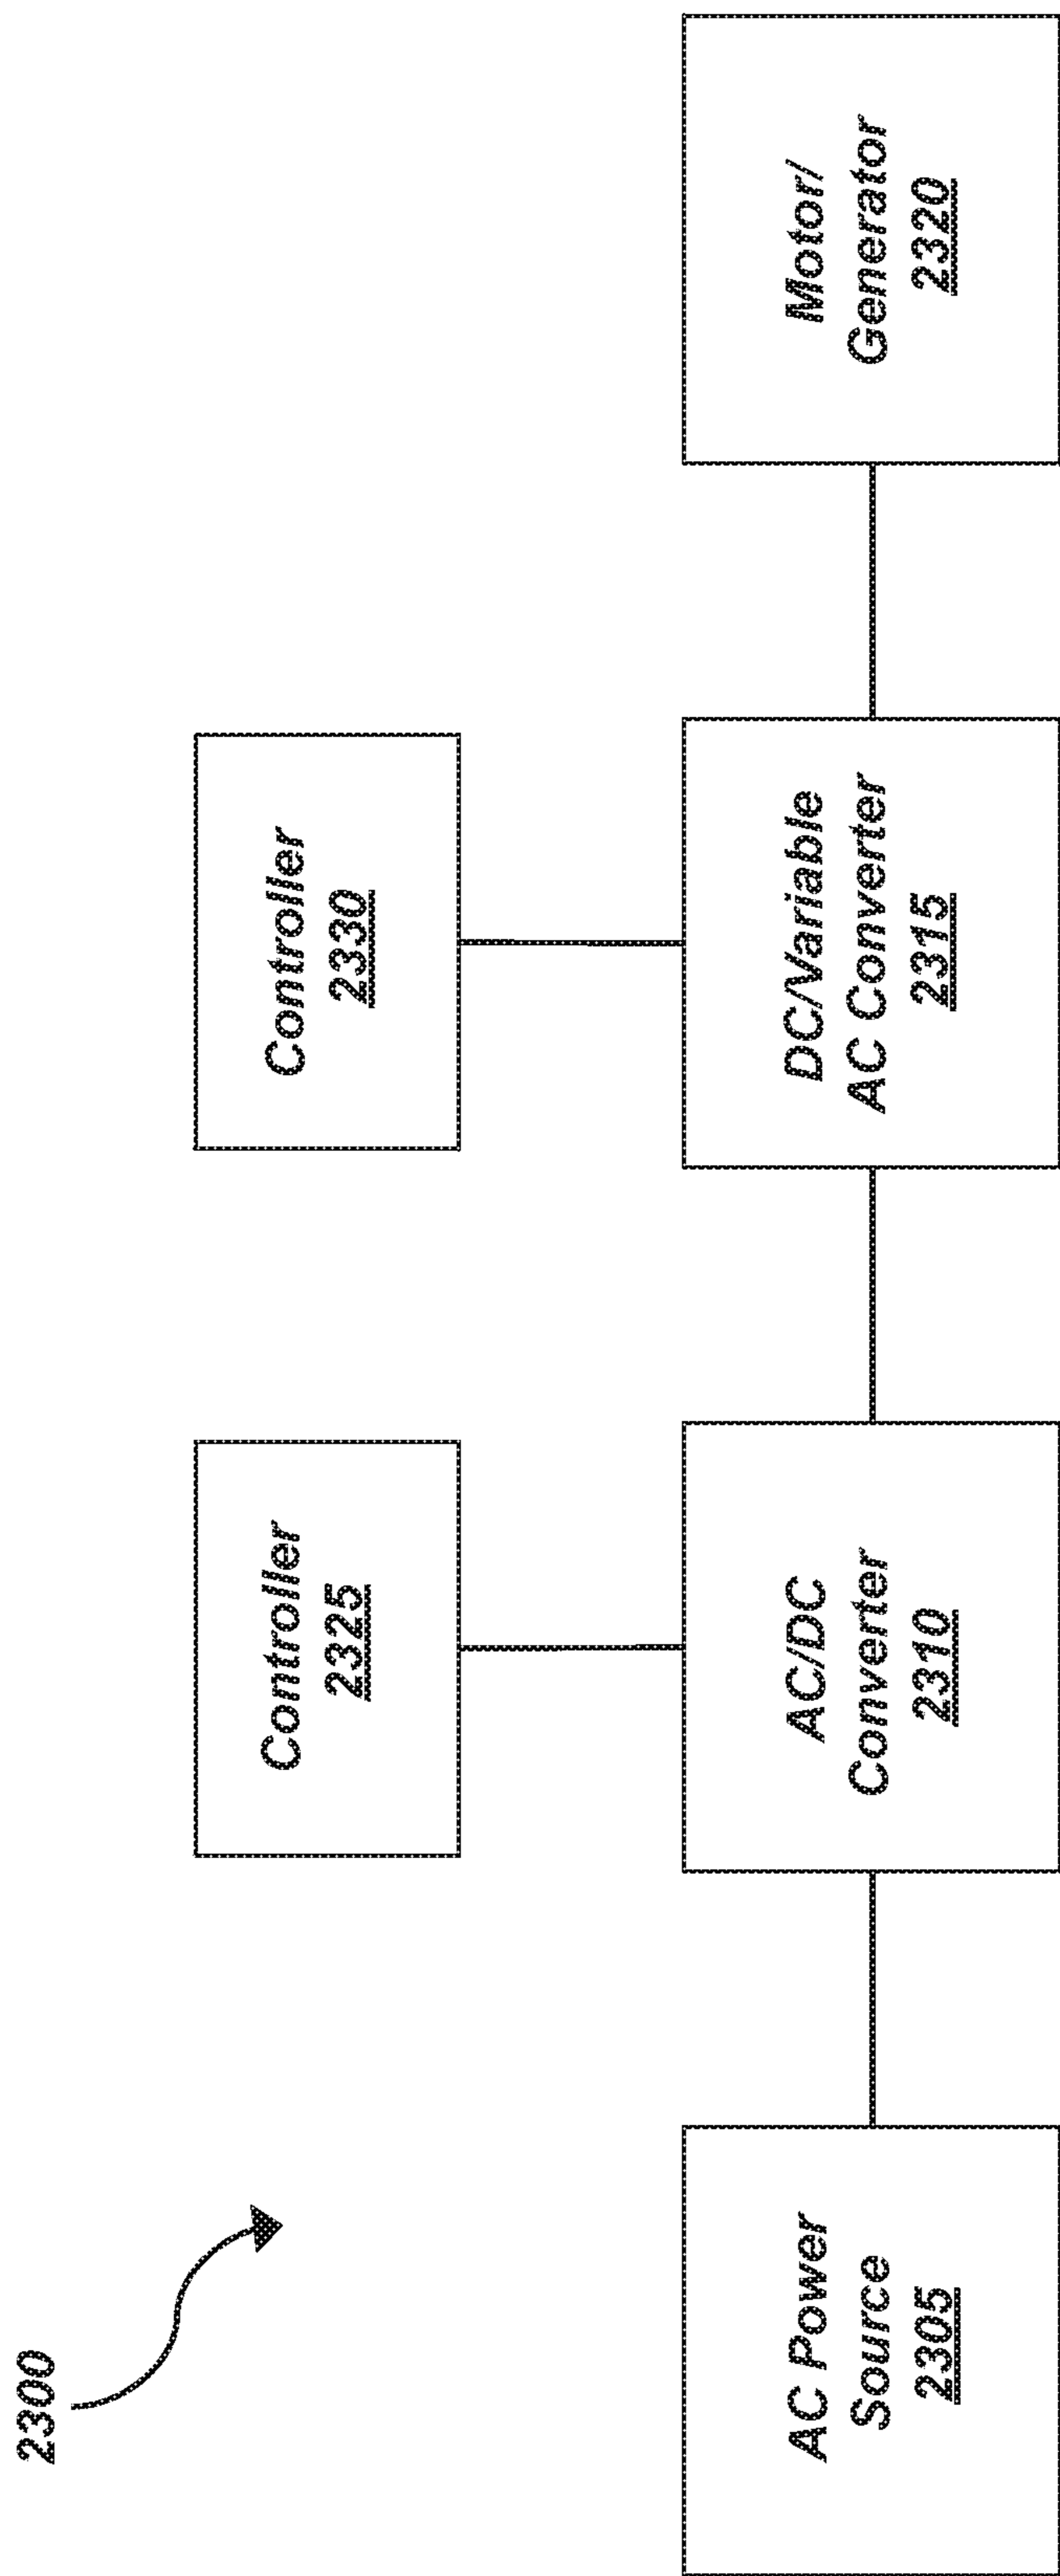 2300
Controller
2325
Controller
2330
AC Power
Source
2305
AC/DC
Converter
2310
DC/Variable
AC Converter
2315
Motor/
Generator
2320